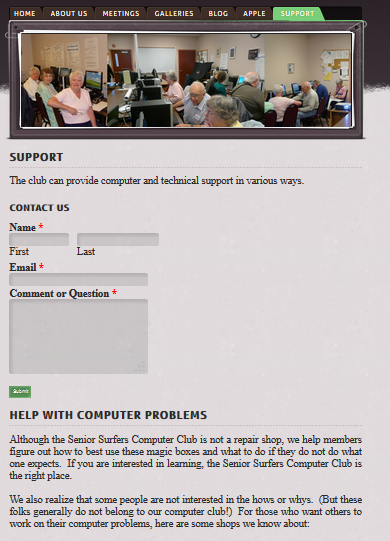 HOME ABOUT US MEETINGS GALLERIES BLOG APPLE SUPPORT
SUPPORT
The club can provide computer and technical support in various ways.
CONTACT US
Name *
First Last
Email *
Comment or Question *
Submit
HELP WITH COMPUTER PROBLEMS
Although the Senior Surfers Computer Club is not a repair shop, we help members
figure out how to best use these magic boxes and what to do if they do not do what
one expects. If you are interested in learning, the Senior Surfers Computer Club is
the right place.
We also realize that some people are not interested in the hows or whys. (But these
folks generally do not belong to our computer club!) For those who want others to
work on their computer problems, here are some shops we know about: